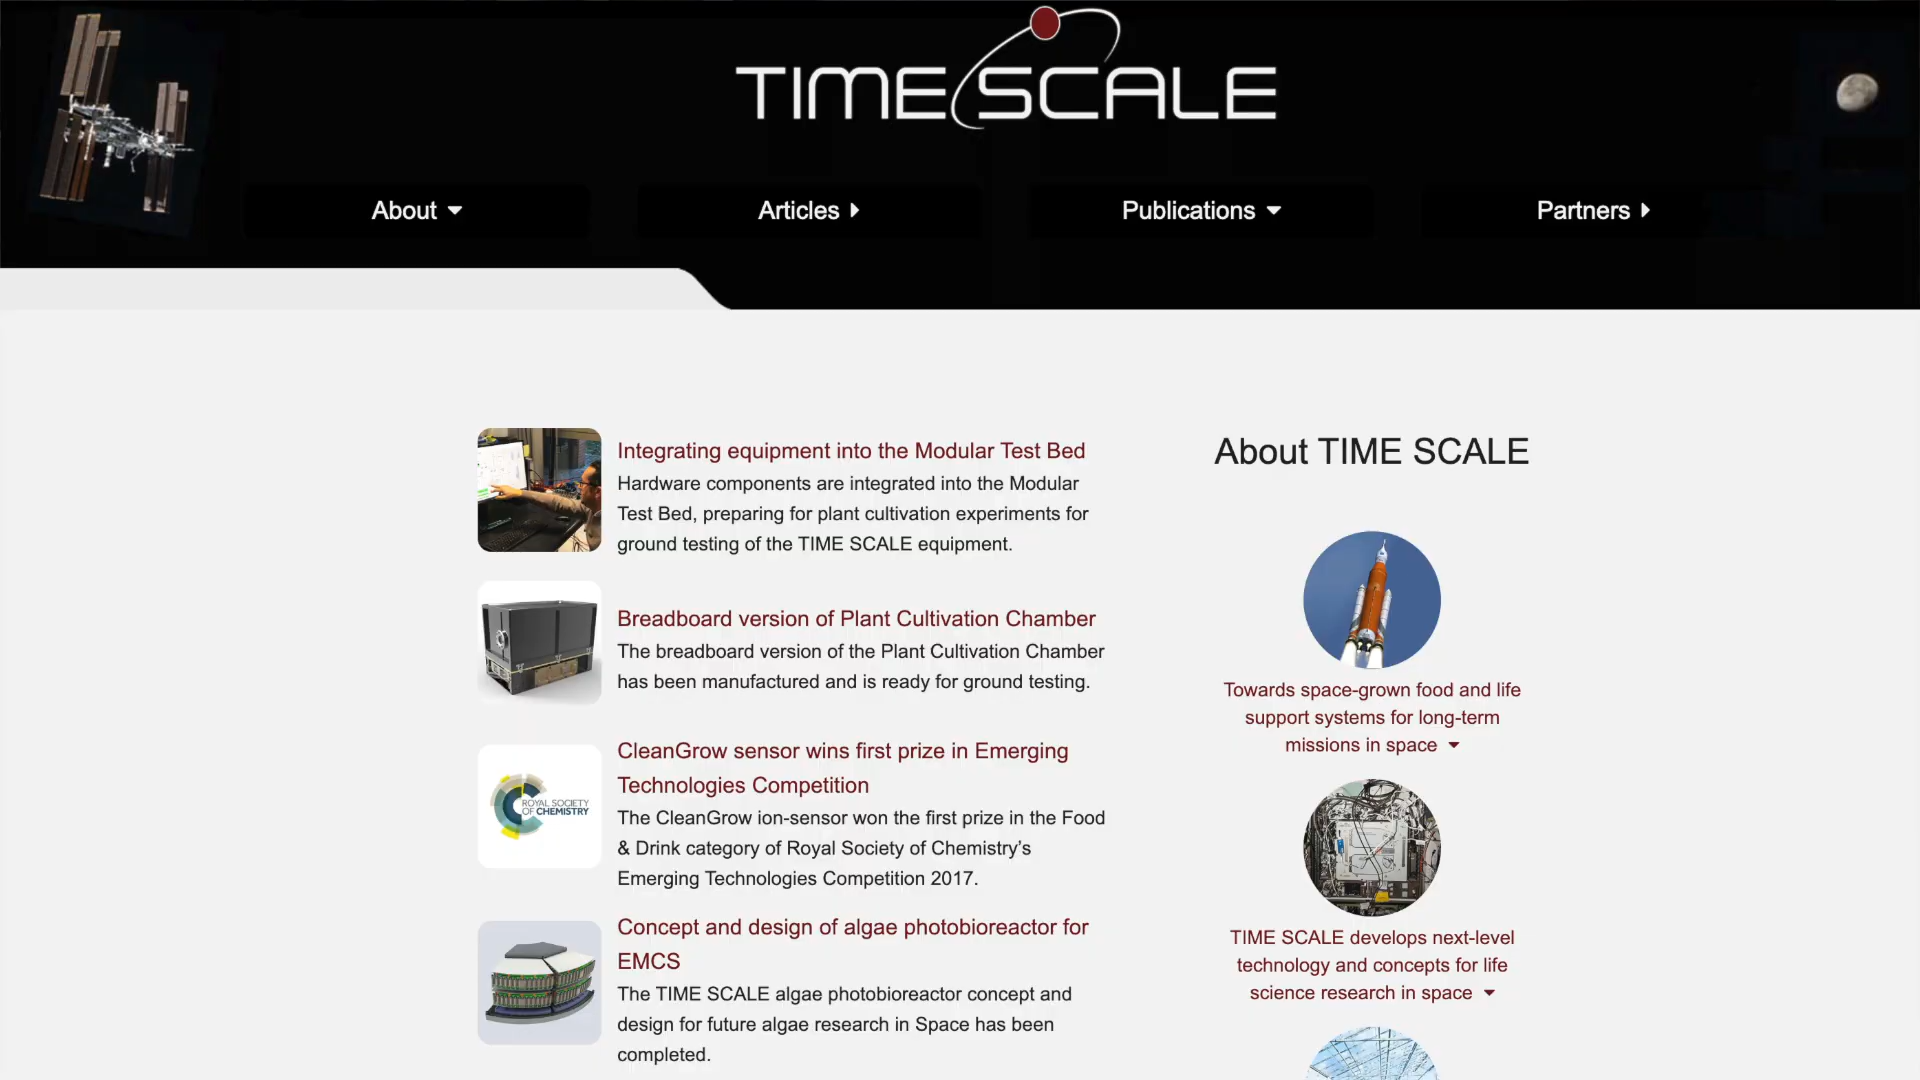 TIME SCALE
About
Articles
Publications
Partners
Integrating equipment into the Modular Test Bed
Hardware components are integrated into the Modular
Test Bed, preparing for plant cultivation experiments for
ground testing of the TIME SCALE equipment.
Breadboard version of Plant Cultivation Chamber
The breadboard version of the Plant Cultivation Chamber
has been manufactured and is ready for ground testing.
CleanGrow sensor wins first prize in Emerging
Technologies Competition
The CleanGrow ion-sensor won the first prize in the Food
& Drink category of Royal Society of Chemistry’s
Emerging Technologies Competition 2017.
ROYAL SOCIETY
OF CHEMISTRY
Concept and design of algae photobioreactor for
EMCS
The TIME SCALE algae photobioreactor concept and
design for future algae research in Space has been
completed.
About TIME SCALE
Towards space-grown food and life
support systems for long-term
missions in space
TIME SCALE develops next-level
technology and concepts for life
science research in space